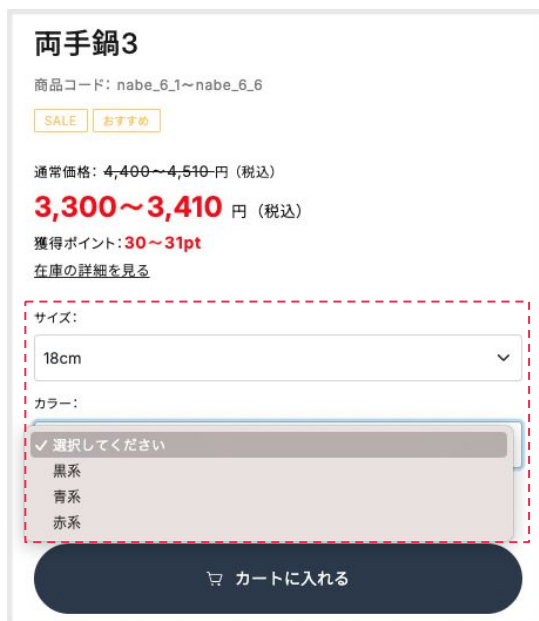 両手鍋3
商品コード: nabe_6_1~nabe_6_6
SALE おすすめ
通常価格: 4,400~4,510 円 (税込)
3,300~3,410 円 (税込)
獲得ポイント:30~31pt
在庫の詳細を見る
サイズ:
18cm
カラー:
✓ 選択してください
黒系
青系
赤系
カートに入れる